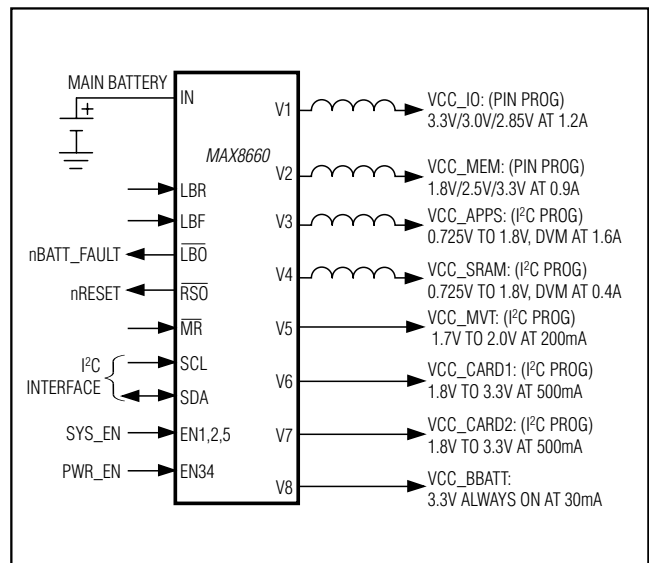 MAIN BATTERY
+
IN
MAX8660
LBR
LBF
nBATT_FAULT
LBO
nRESET
RSO
MR
I²C
INTERFACE
SCL
SDA
SYS_EN
EN1,2,5
PWR_EN
EN34
V1
VCC_IO: (PIN PROG)
3.3V/3.0V/2.85V AT 1.2A
V2
VCC_MEM: (PIN PROG)
1.8V/2.5V/3.3V AT 0.9A
V3
VCC_APPS: (I²C PROG)
0.725V TO 1.8V, DVM AT 1.6A
V4
VCC_SRAM: (I²C PROG)
0.725V TO 1.8V, DVM AT 0.4A
V5
VCC_MVT: (I²C PROG)
1.7V TO 2.0V AT 200mA
V6
VCC_CARD1: (I²C PROG)
1.8V TO 3.3V AT 500mA
V7
VCC_CARD2: (I²C PROG)
1.8V TO 3.3V AT 500mA
V8
VCC_BBATT:
3.3V ALWAYS ON AT 30mA